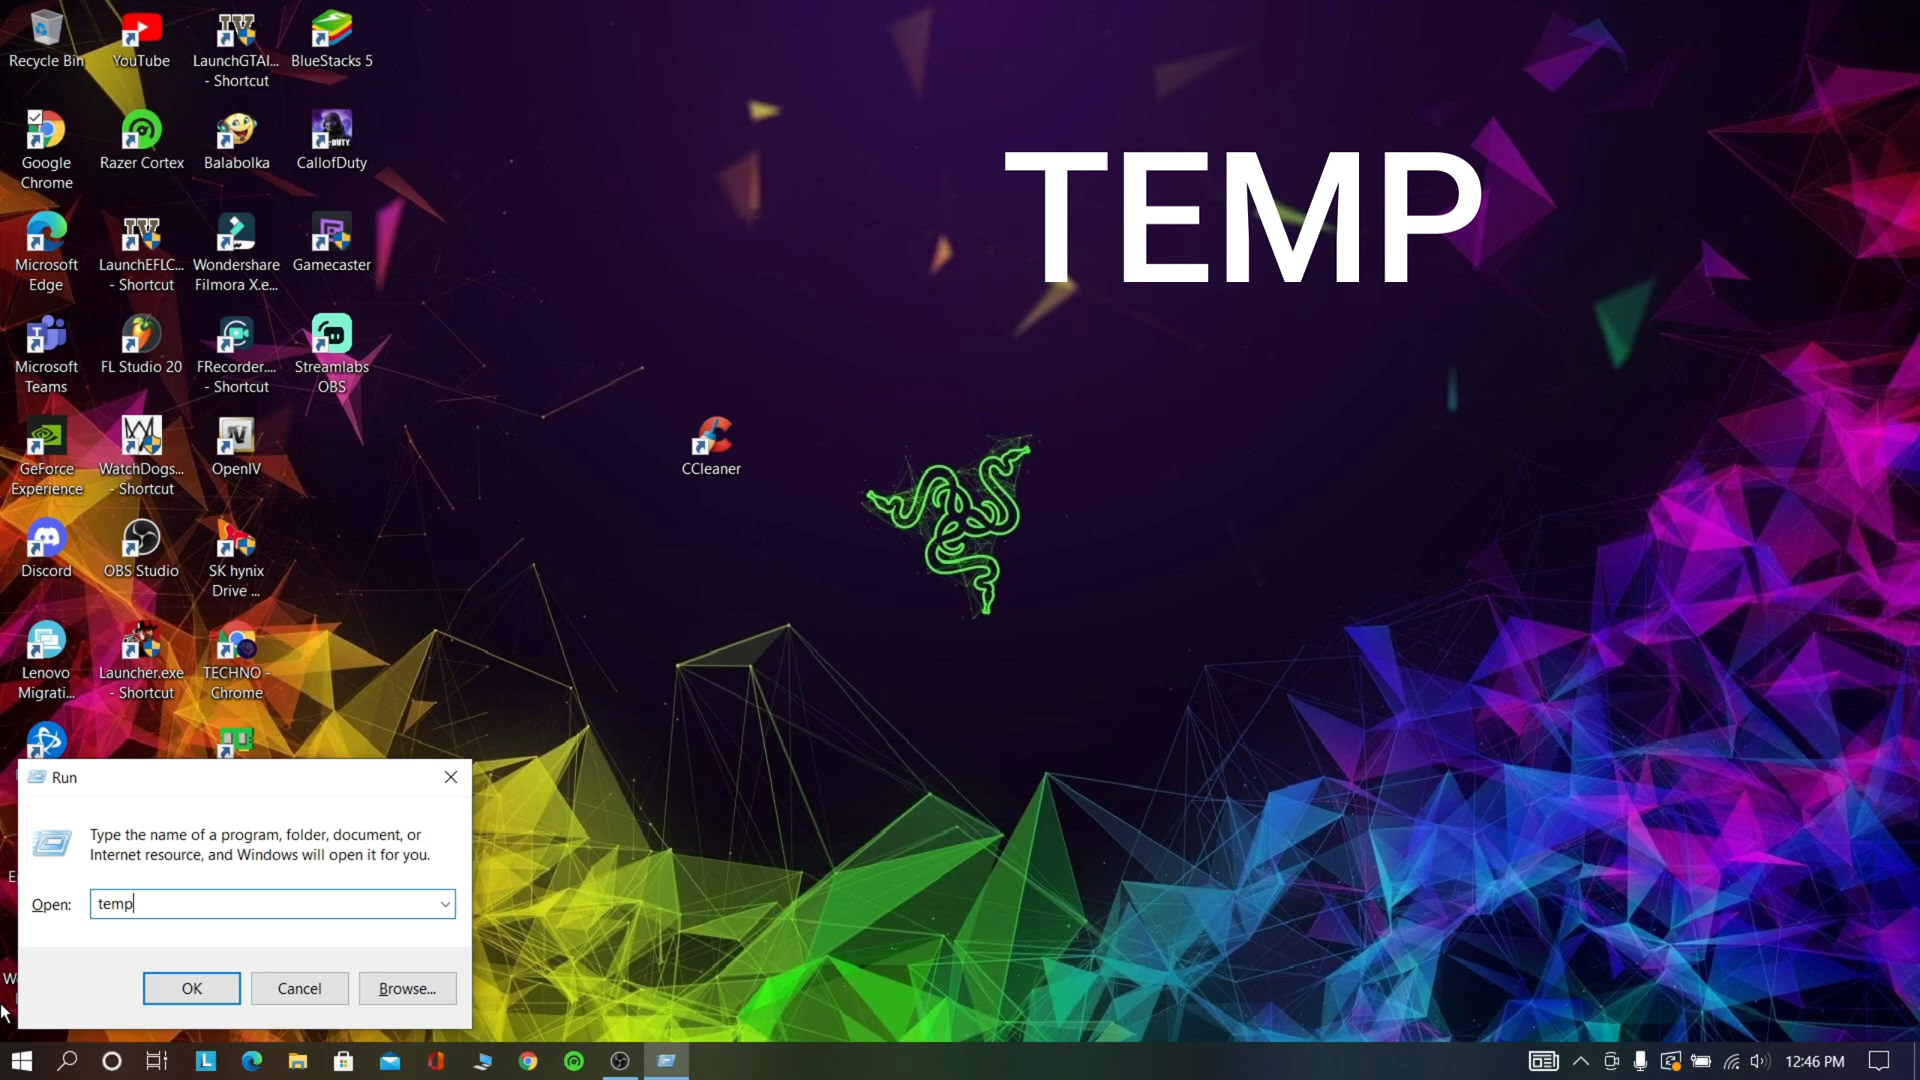 Recycle Bin
YouTube
LaunchGTAI...
- Shortcut
BlueStacks 5
Google
Chrome
Razer Cortex
Balabolka
CallofDuty
TEMP
Microsoft
Edge
LaunchEFLC...
- Shortcut
Wondershare
Filmora X.e...
Gamecaster
Microsoft
Teams
FL Studio 20
FRecorder....
- Shortcut
Streamlabs
OBS
GeForce
Experience
WatchDogs...
- Shortcut
OpenIV
CCleaner
Discord
OBS Studio
SK hynix
Drive ...
Lenovo
Migrati...
Launcher.exe
- Shortcut
TECHNO -
Chrome
Run
Type the name of a program, folder, document, or
Internet resource, and Windows will open it for you.
Open:
temp
OK
Cancel
Browse...
12:46 PM